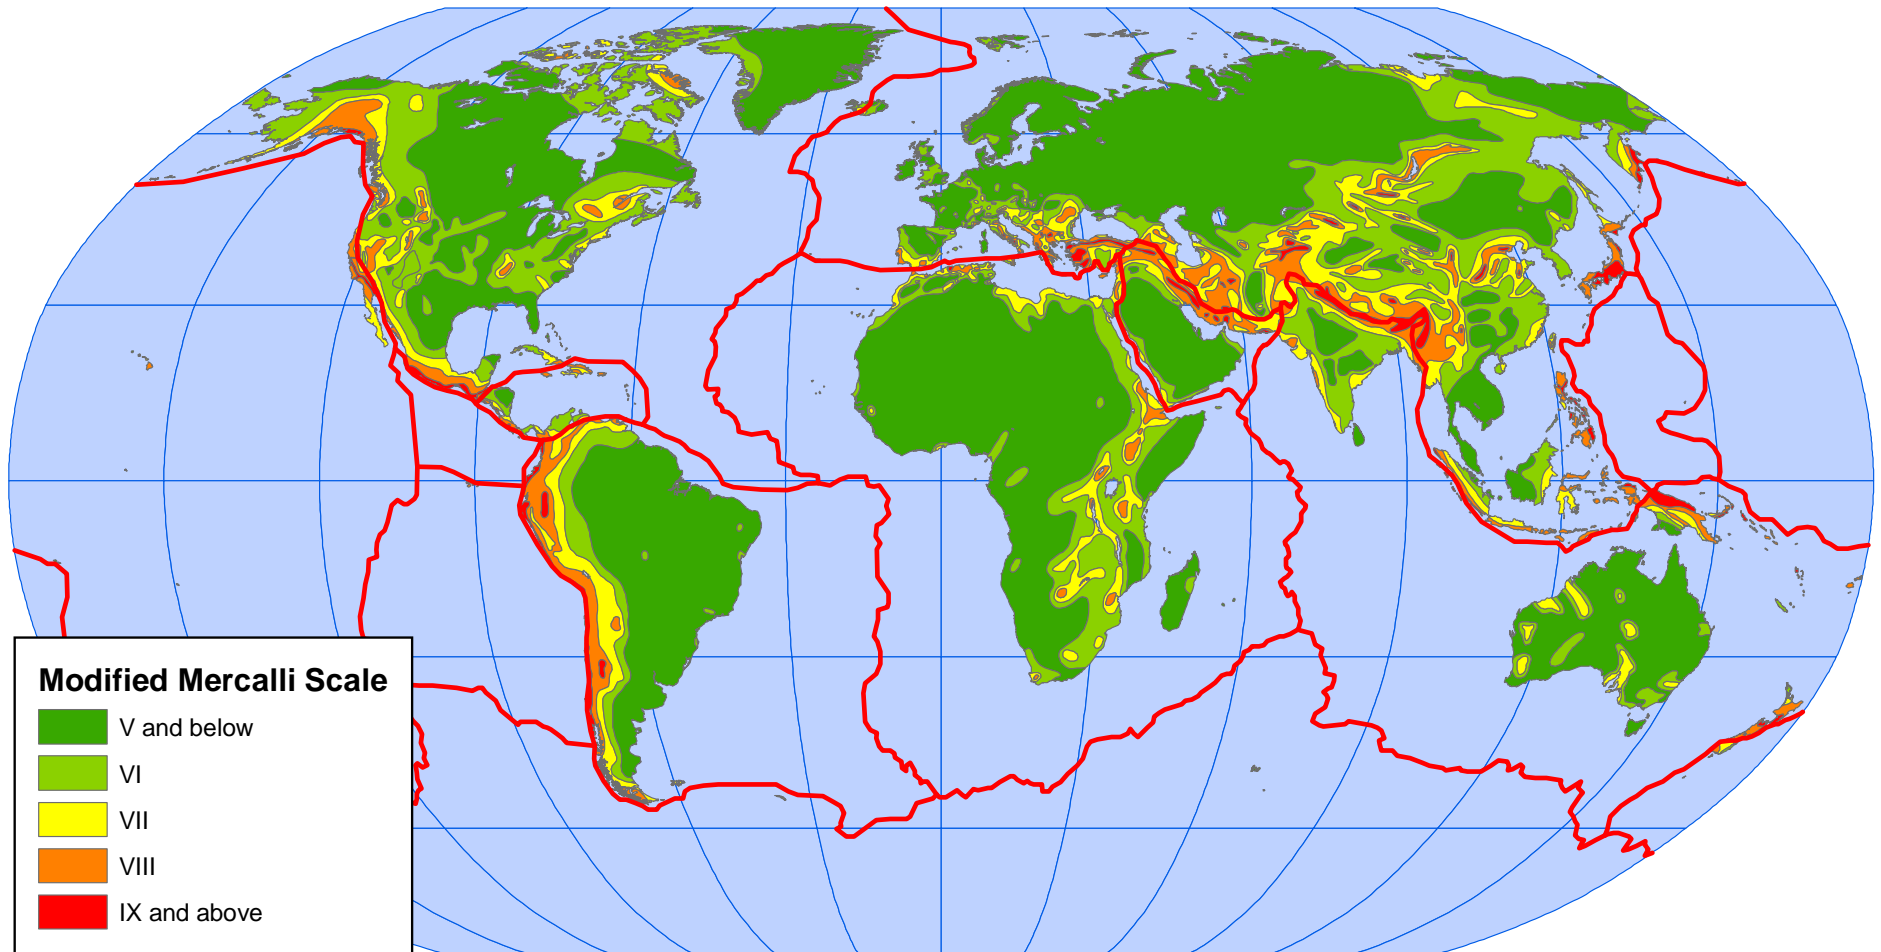 Modified Mercalli Scale
V and below
VI
VII
VIII
IX and above